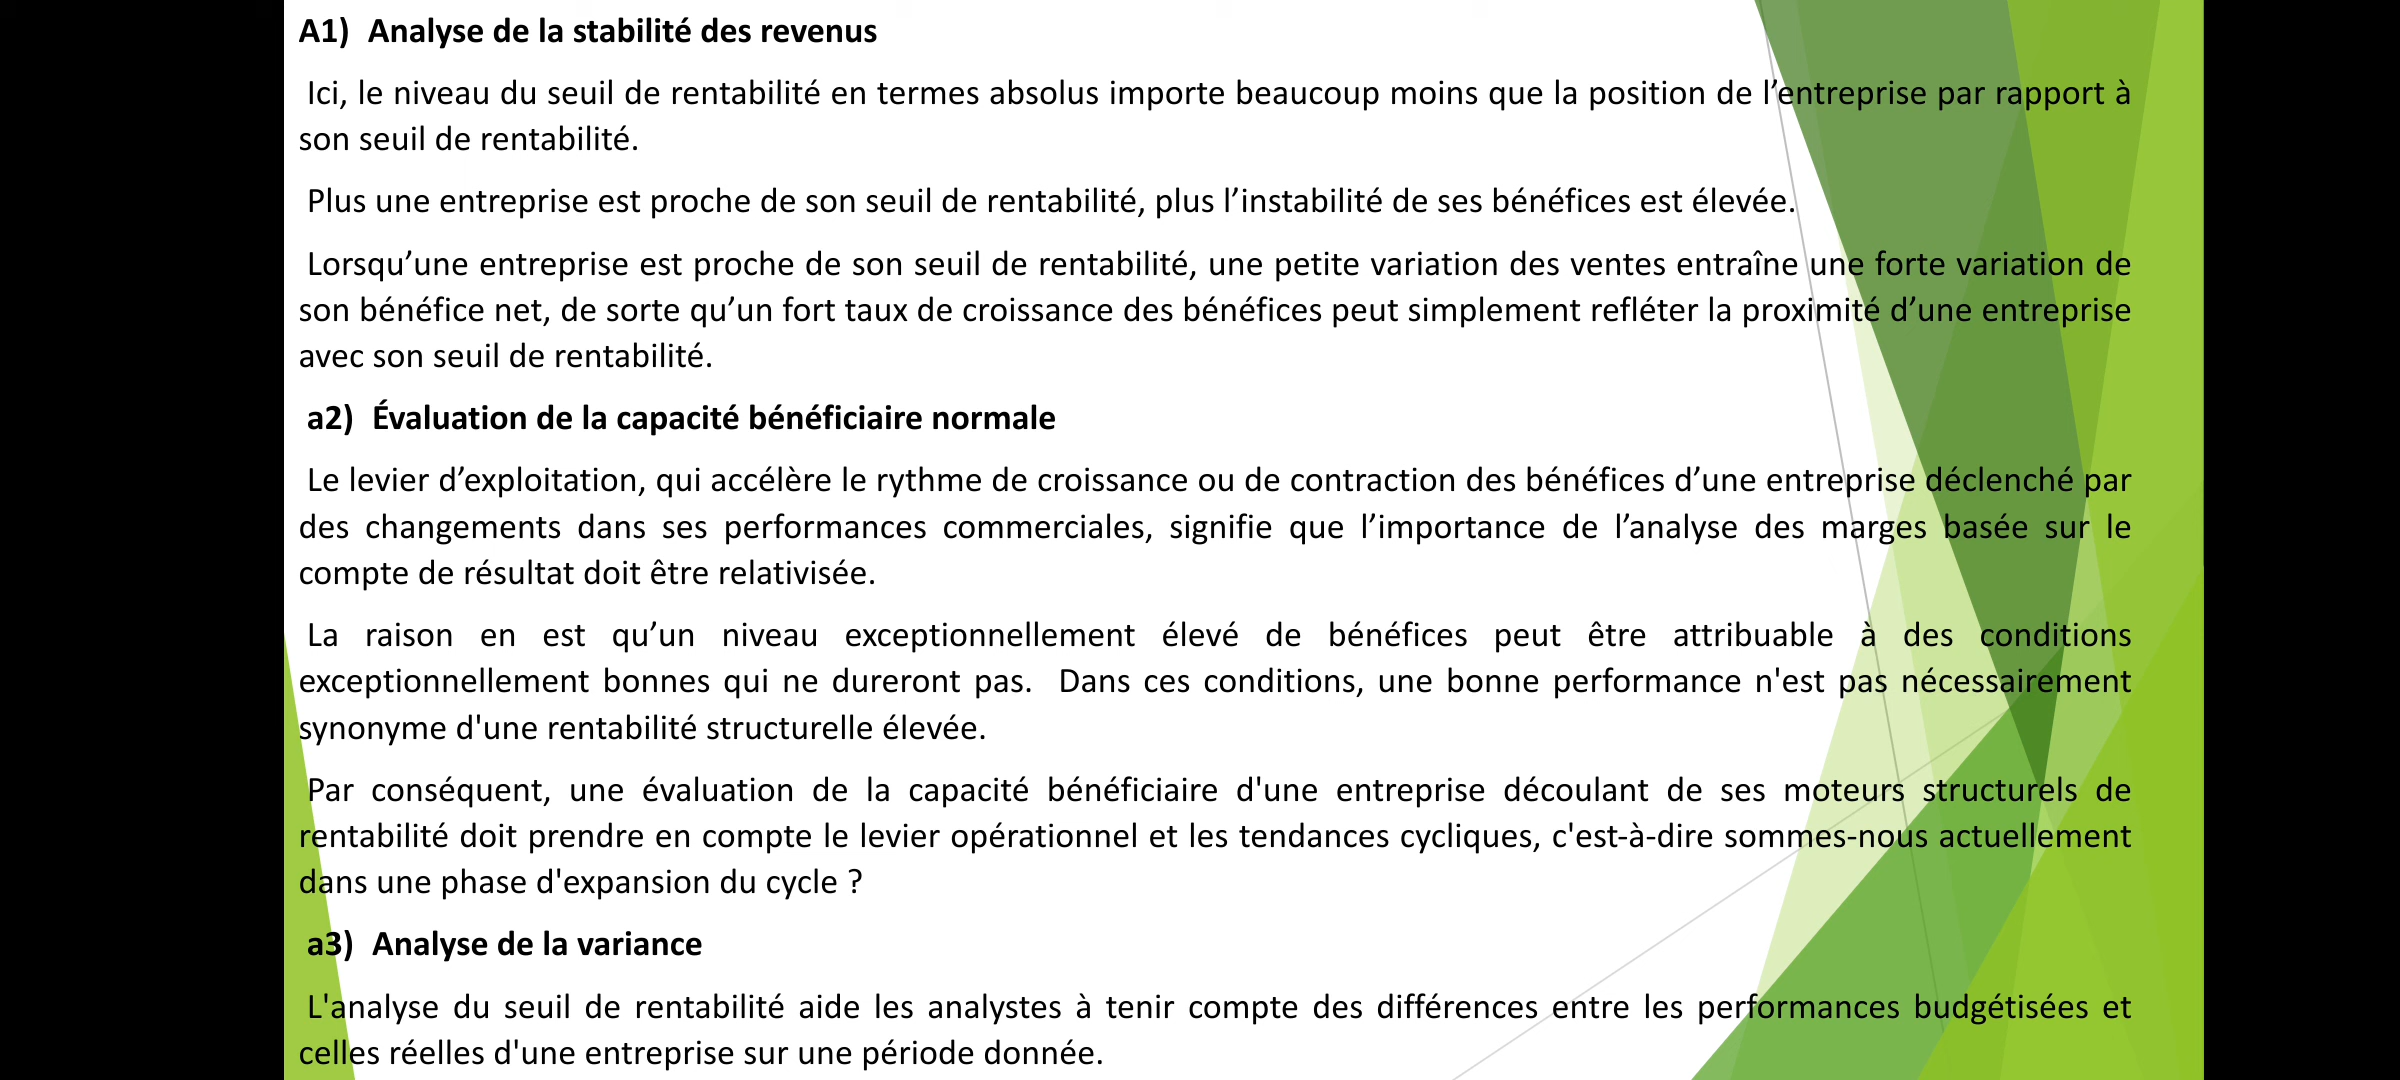 A1) Analyse de la stabilité des revenus
Ici, le niveau du seuil de rentabilité en termes absolus importe beaucoup moins que la position de l’entreprise par rapport à
son seuil de rentabilité.
Plus une entreprise est proche de son seuil de rentabilité, plus l’instabilité de ses bénéfices est élevée.
Lorsqu’une entreprise est proche de son seuil de rentabilité, une petite variation des ventes entraîne une forte variation de
son bénéfice net, de sorte qu’un fort taux de croissance des bénéfices peut simplement refléter la proximité d’une entreprise
avec son seuil de rentabilité.
a2) Évaluation de la capacité bénéficiaire normale
Le levier d’exploitation, qui accélère le rythme de croissance ou de contraction des bénéfices d’une entreprise déclenché par
des changements dans ses performances commerciales, signifie que l’importance de l’analyse des marges basée sur le
compte de résultat doit être relativisée.
La raison en est qu’un niveau exceptionnellement élevé de bénéfices peut être attribuable à des conditions
exceptionnellement bonnes qui ne dureront pas. Dans ces conditions, une bonne performance n'est pas nécessairement
synonyme d'une rentabilité structurelle élevée.
Par conséquent, une évaluation de la capacité bénéficiaire d'une entreprise découlant de ses moteurs structurels de
rentabilité doit prendre en compte le levier opérationnel et les tendances cycliques, c'est-à-dire sommes-nous actuellement
dans une phase d'expansion du cycle ?
a3) Analyse de la variance
L'analyse du seuil de rentabilité aide les analystes à tenir compte des différences entre les performances budgétisées et
celles réelles d'une entreprise sur une période donnée.